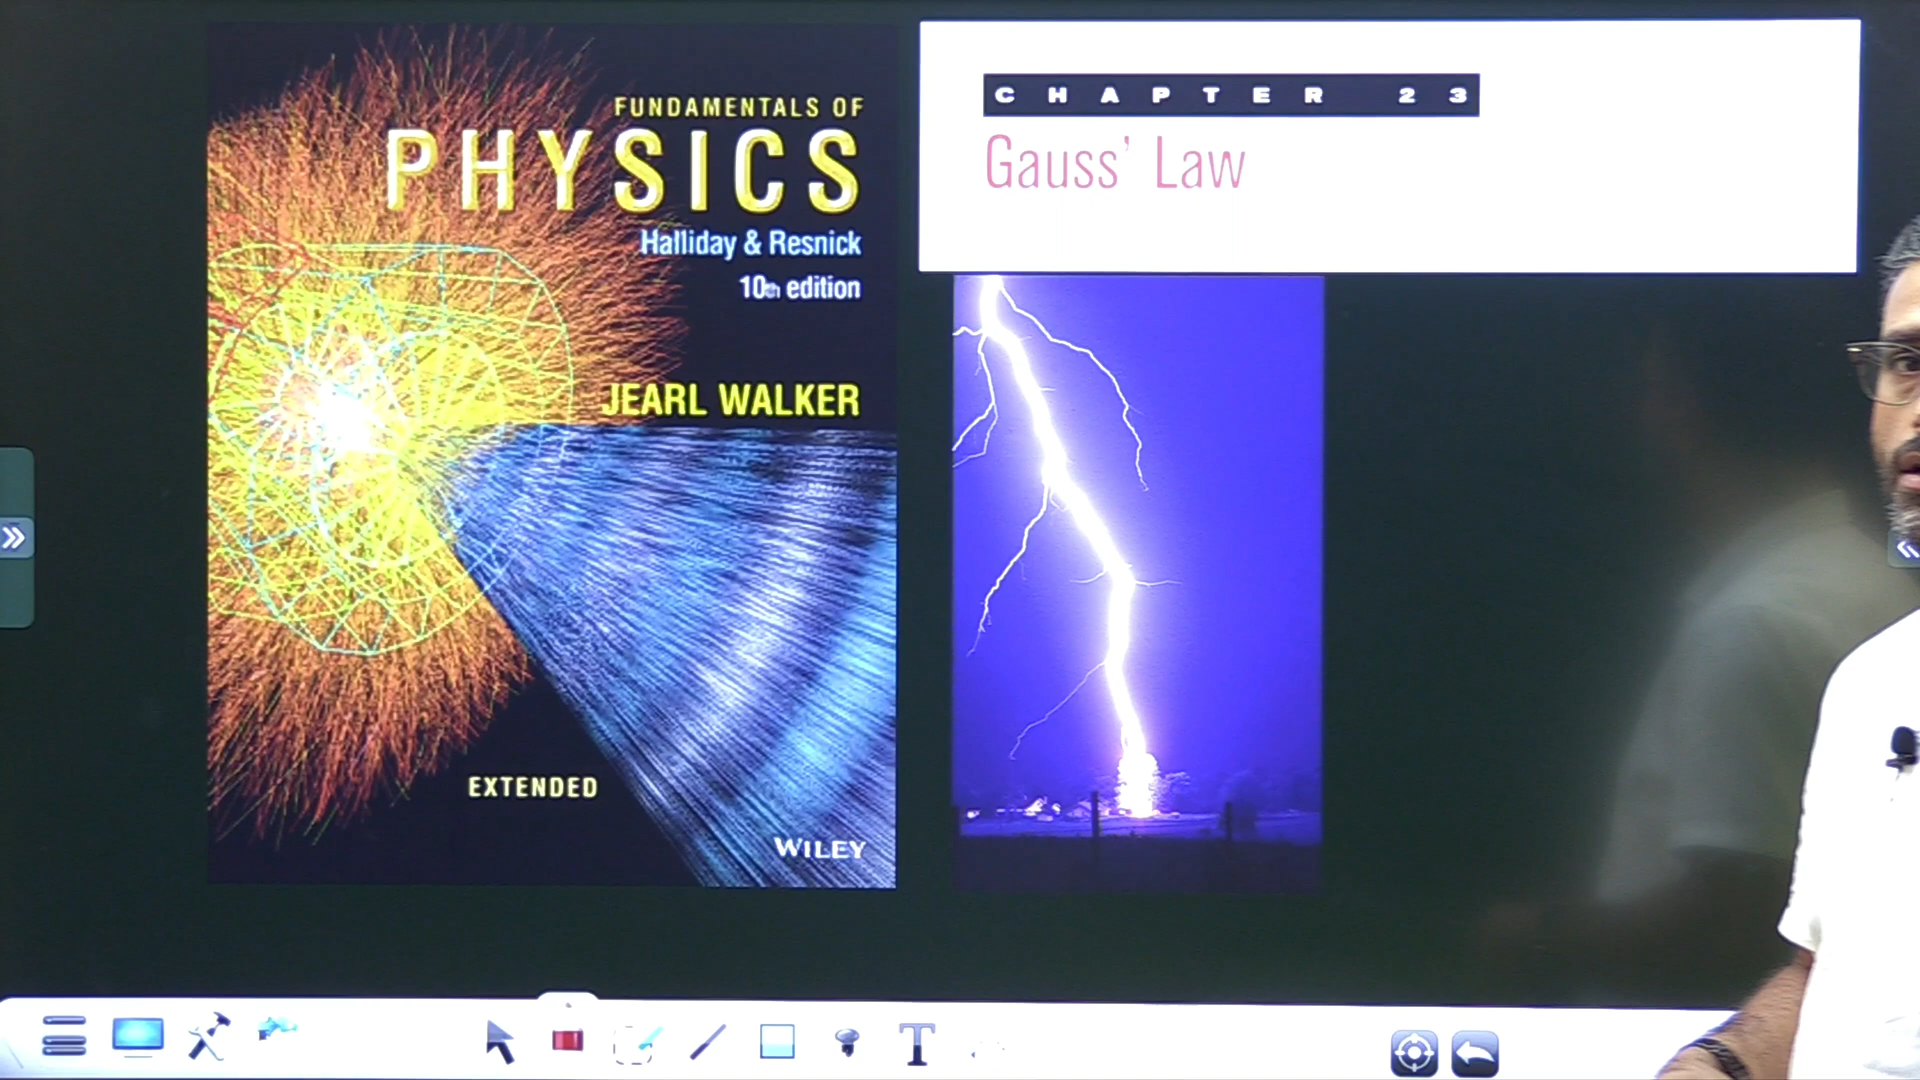 FUNDAMENTALS OF
PHYSICS
Halliday & Resnick
10th edition
JEARL WALKER
EXTENDED
WILEY
CHAPTER 23
Gauss' Law
T